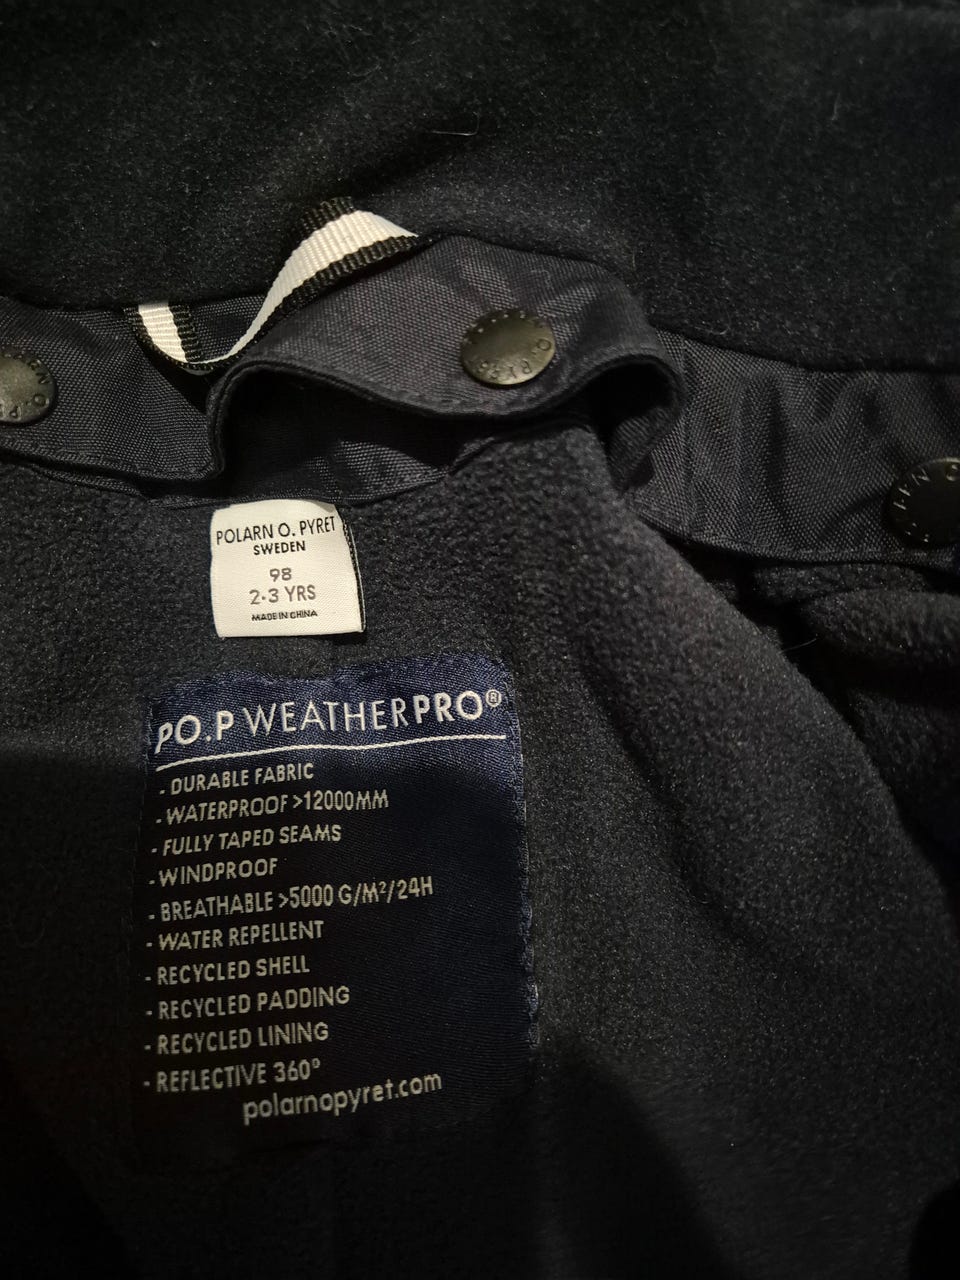 POLARN O. PYRET
SWEDEN
98
2-3 YRS
MADE IN CHINA
PO.P WEATHERPRO®
- DURABLE FABRIC
- WATERPROOF >12000MM
- FULLY TAPED SEAMS
- WINDPROOF
- BREATHABLE >5000 G/M²/24H
- WATER REPELLENT
- RECYCLED SHELL
- RECYCLED PADDING
- RECYCLED LINING
- REFLECTIVE 360°
polarnopyret.com